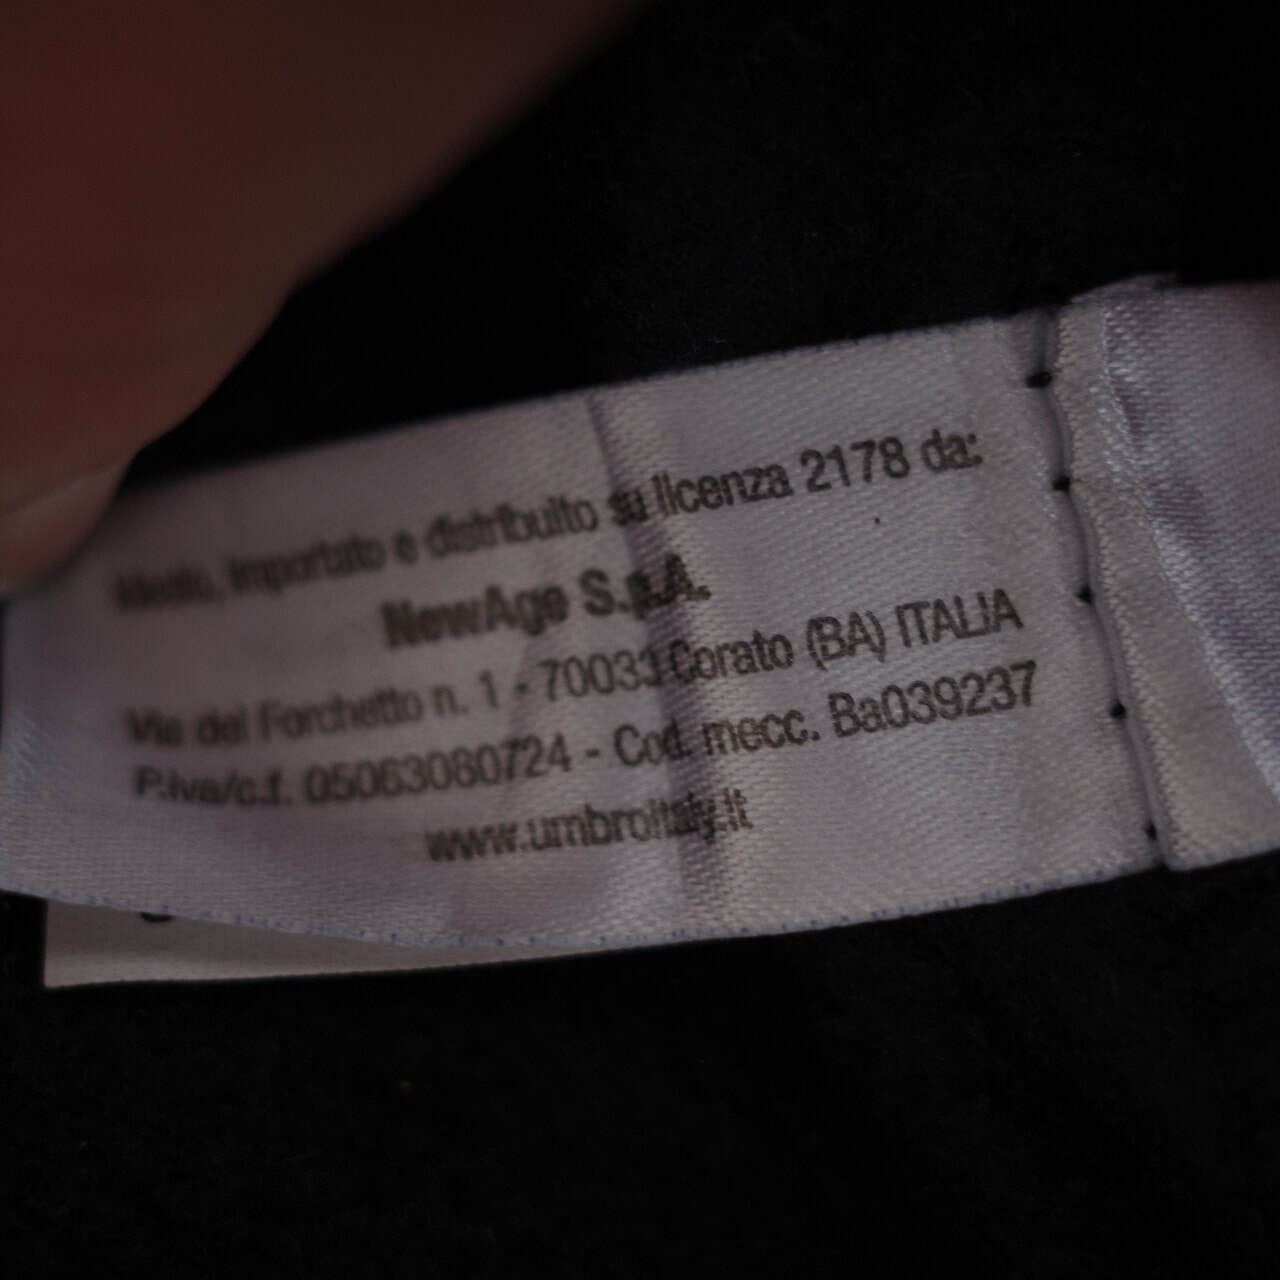 Ideato, importato e distribuito su licenza 2178 da:
NewAge S.p.A.
Via del Forchetto n. 1 - 70033 Corato (BA) ITALIA
P.iva/c.f. 05063080724 - Cod. mecc. Ba039237
www.umbroitaly.it